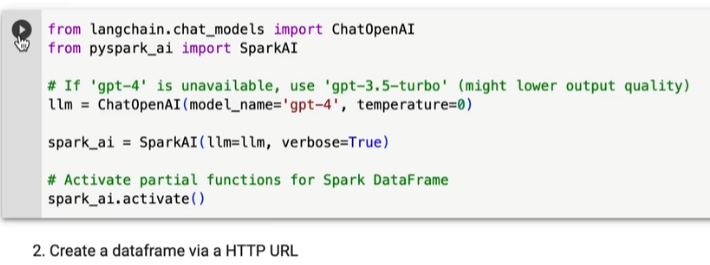 from langchain.chat_models import ChatOpenAI
from pyspark_ai import SparkAI
# If 'gpt-4' is unavailable, use 'gpt-3.5-turbo' (might lower output quality)
llm = ChatOpenAI(model_name='gpt-4', temperature=0)
spark_ai = SparkAI(llm=llm, verbose=True)
# Activate partial functions for Spark DataFrame
spark_ai.activate()
2. Create a dataframe via a HTTP URL